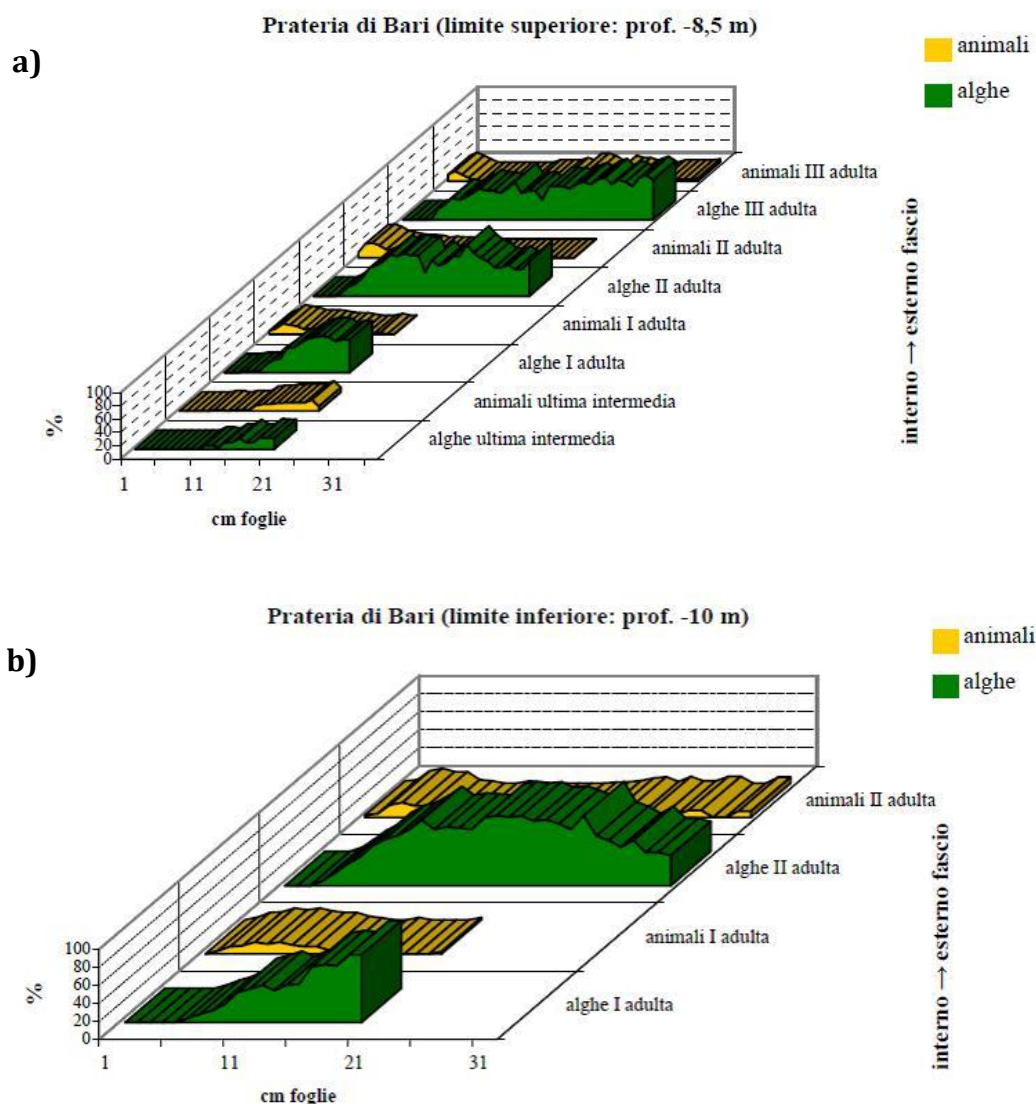 Prateria di Bari (limite superiore: prof. -8,5 m)
a)
animali
alghe
animali III adulta
alghe III adulta
animali II adulta
alghe II adulta
animali I adulta
alghe I adulta
animali ultima intermedia
alghe ultima intermedia
interno → esterno fascio
100
80
60
40
20
0
%
1 11 21 31
cm foglie
Prateria di Bari (limite inferiore: prof. -10 m)
b)
animali
alghe
animali II adulta
alghe II adulta
animali I adulta
alghe I adulta
interno → esterno fascio
100
80
60
40
20
0
%
1 11 21 31
cm foglie